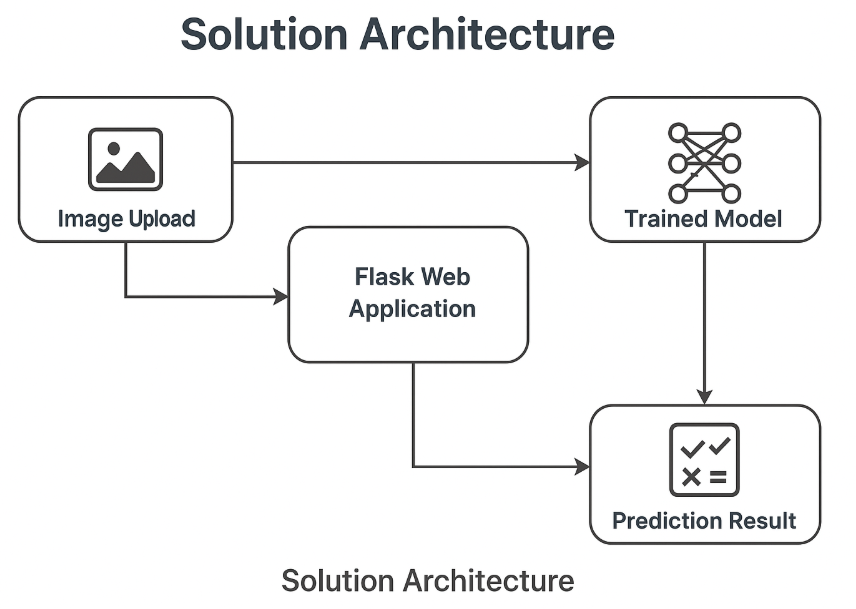 Solution Architecture
Image Upload
Trained Model
Flask Web
Application
Prediction Result
Solution Architecture